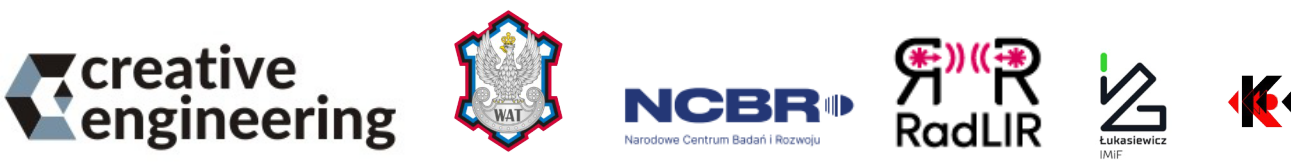 creative
engineering
WAT
NCBR
Narodowe Centrum Badań i Rozwoju
RadLIR
Łukasiewicz
IMiF
K